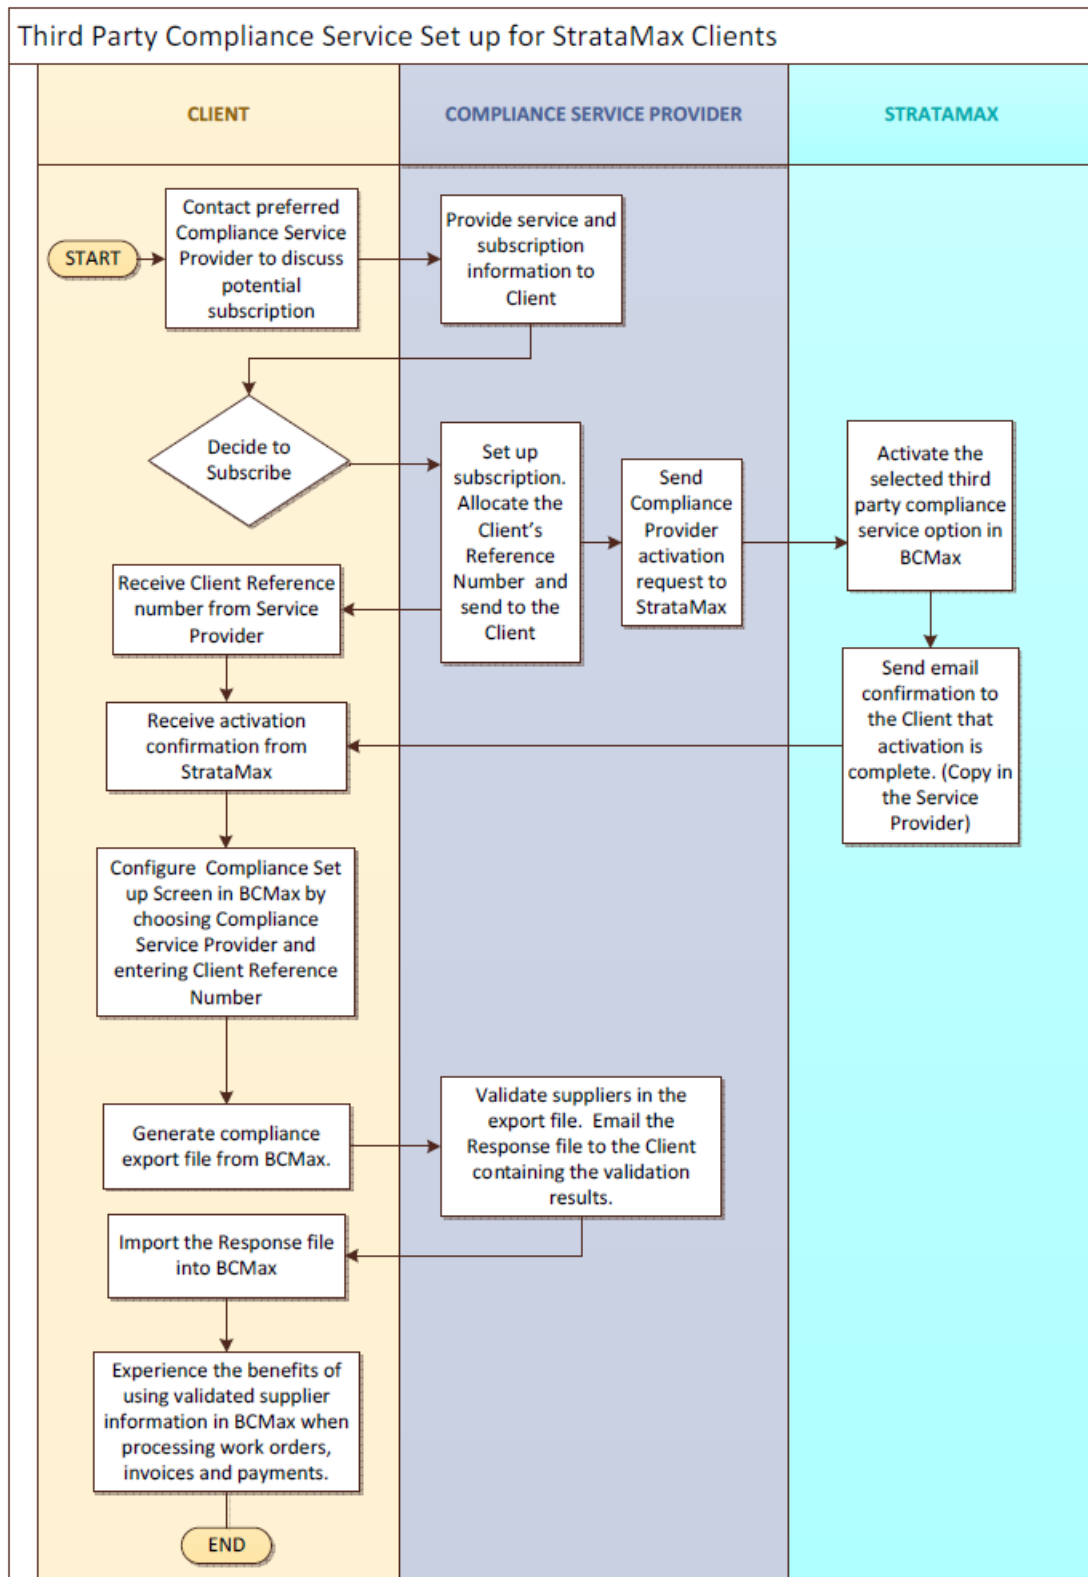 Third Party Compliance Service Set up for StrataMax Clients
CLIENT
COMPLIANCE SERVICE PROVIDER
STRATAMAX
START
Contact preferred
Compliance Service
Provider to discuss
potential
subscription
Provide service and
subscription
information to
Client
Decide to
Subscribe
Set up
subscription.
Allocate the
Client's
Reference
Number and
send to the
Client
Send
Compliance
Provider
activation
request to
StrataMax
Activate the
selected third
party compliance
service option in
BCMax
Receive Client Reference
number from Service
Provider
Send email
confirmation to
the Client that
activation is
complete. (Copy in
the Service
Provider)
Receive activation
confirmation from
StrataMax
Configure Compliance Set
up Screen in BCMax by
choosing Compliance
Service Provider and
entering Client Reference
Number
Generate compliance
export file from BCMax.
Validate suppliers in the
export file. Email the
Response file to the Client
containing the validation
results.
Import the Response file
into BCMax
Experience the benefits of
using validated supplier
information in BCMax when
processing work orders,
invoices and payments.
END